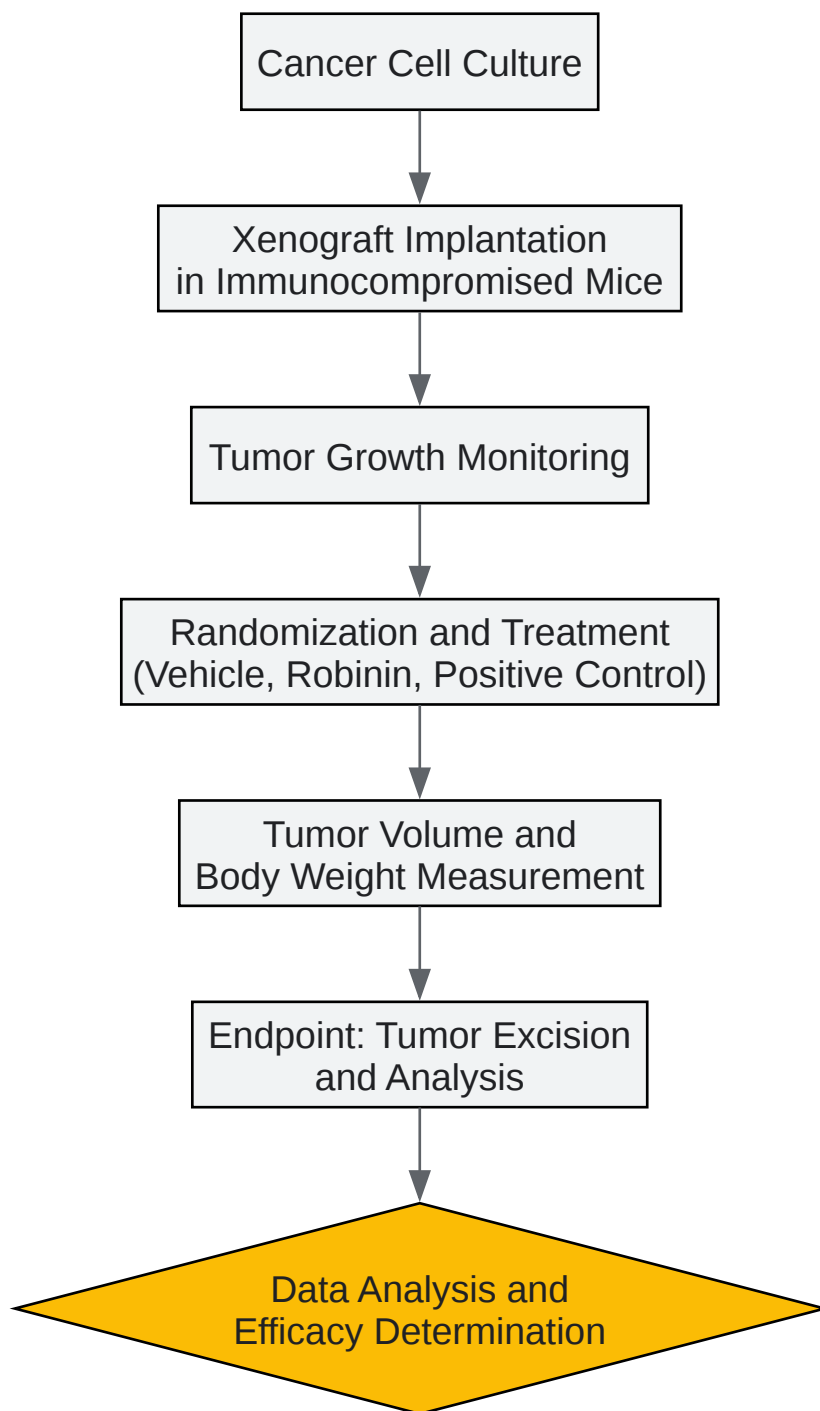 Cancer Cell Culture
Xenograft Implantation
in Immunocompromised Mice
Tumor Growth Monitoring
Randomization and Treatment
(Vehicle, Robinin, Positive Control)
Tumor Volume and
Body Weight Measurement
Endpoint: Tumor Excision
and Analysis
Data Analysis and
Efficacy Determination